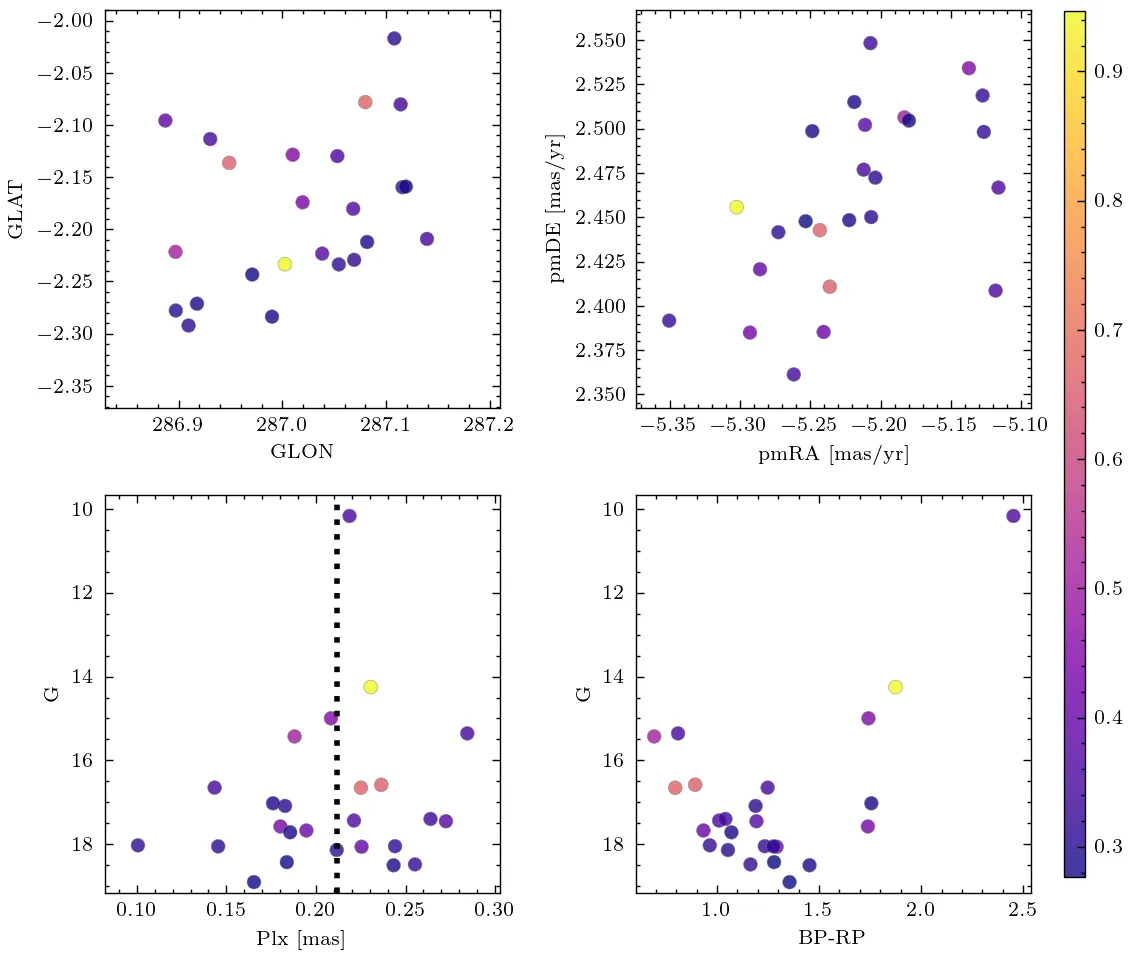 −2.00
−2.05
−2.10
−2.15
−2.20
−2.25
−2.30
−2.35
GLAT
286.9 287.0 287.1 287.2
GLON
2.550
2.525
2.500
2.475
2.450
2.425
2.400
2.375
2.350
pmDE [mas/yr]
−5.35 −5.30 −5.25 −5.20 −5.15 −5.10
pmRA [mas/yr]
10
12
14
16
18
G
0.10 0.15 0.20 0.25 0.30
Plx [mas]
10
12
14
16
18
G
1.0 1.5 2.0 2.5
BP-RP
0.9
0.8
0.7
0.6
0.5
0.4
0.3